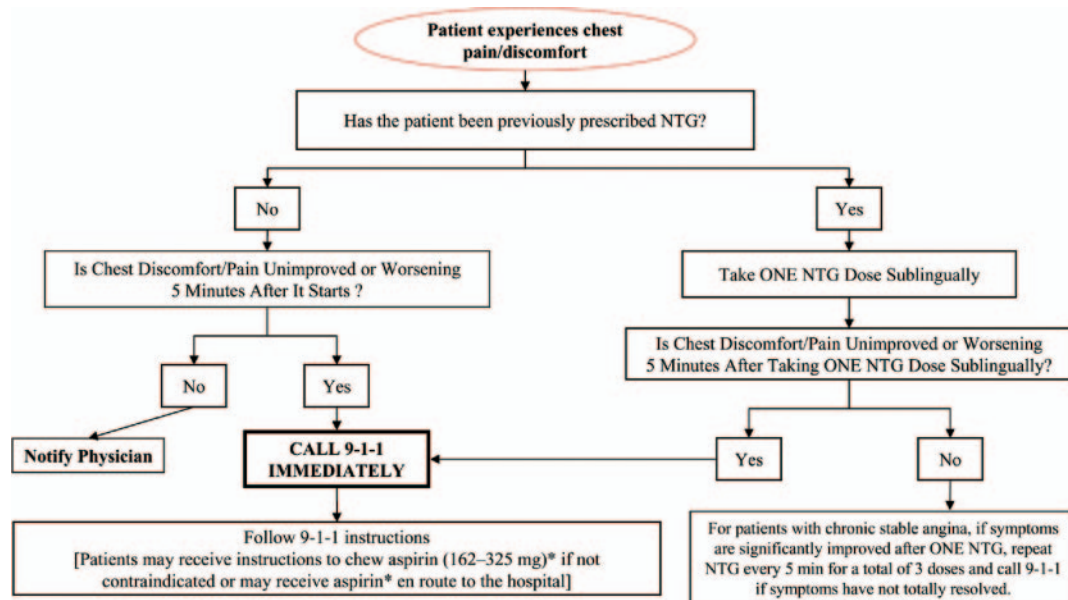 Patient experiences chest
pain/discomfort
Has the patient been previously prescribed NTG?
No
Yes
Is Chest Discomfort/Pain Unimproved or Worsening
5 Minutes After It Starts ?
Take ONE NTG Dose Sublingually
Is Chest Discomfort/Pain Unimproved or Worsening
5 Minutes After Taking ONE NTG Dose Sublingually?
No
Yes
Notify Physician
CALL 9-1-1
IMMEDIATELY
Yes
No
Follow 9-1-1 instructions
[Patients may receive instructions to chew aspirin (162–325 mg)* if not
contraindicated or may receive aspirin* en route to the hospital]
For patients with chronic stable angina, if symptoms
are significantly improved after ONE NTG, repeat
NTG every 5 min for a total of 3 doses and call 9-1-1
if symptoms have not totally resolved.